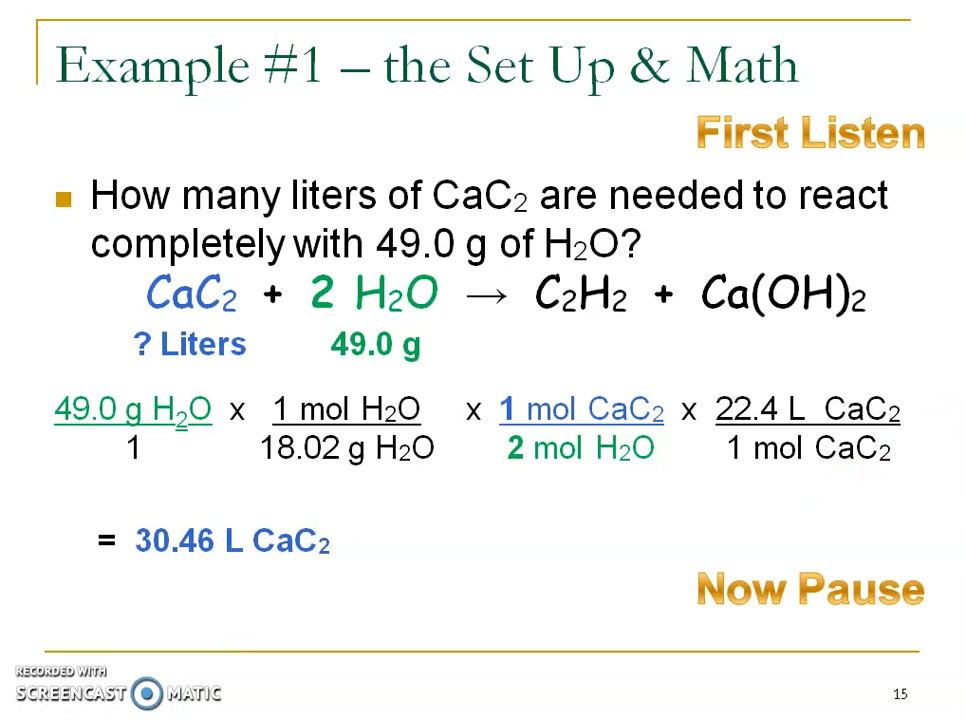 Example #1 – the Set Up & Math
First Listen
How many liters of CaC₂ are needed to react
completely with 49.0 g of H₂O?
CaC₂ + 2 H₂O → C₂H₂ + Ca(OH)₂
? Liters 49.0 g
49.0 g H₂O x 1 mol H₂O x 1 mol CaC₂ x 22.4 L CaC₂
1 18.02 g H₂O 2 mol H₂O 1 mol CaC₂
= 30.46 L CaC₂
Now Pause
RECORDED WITH
SCREENCAST MATIC
15